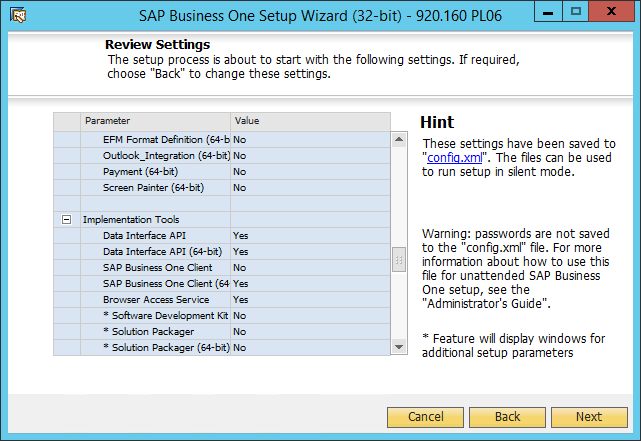 SAP Business One Setup Wizard (32-bit) - 920.160 PL06
Review Settings
The setup process is about to start with the following settings. If required,
choose "Back" to change these settings.
Parameter Value
EFM Format Definition (64-b No
Outlook_Integration (64-bit) No
Payment (64-bit) No
Screen Painter (64-bit) No
Implementation Tools
Data Interface API Yes
Data Interface API (64-bit) Yes
SAP Business One Client No
SAP Business One Client (64 Yes
Browser Access Service Yes
* Software Development Kit No
* Solution Packager No
* Solution Packager (64-bit) No
Hint
These settings have been saved to
"config.xml". The files can be used
to run setup in silent mode.
Warning: passwords are not saved
to the "config.xml" file. For more
information about how to use this
file for unattended SAP Business
One setup, see the
"Administrator's Guide".
* Feature will display windows for
additional setup parameters
Cancel Back Next